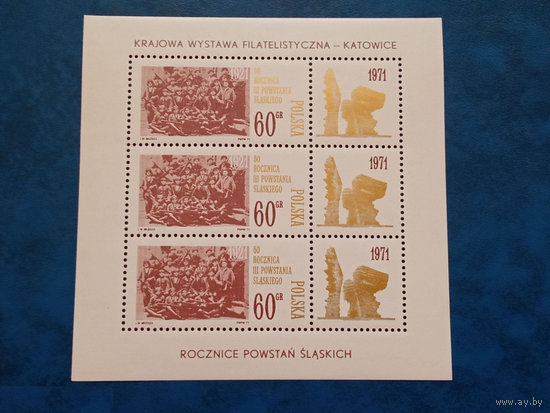 KRAJOWA WYSTAWA FILATELISTYCZNA – KATOWICE
1921
50
ROCZNICA
III POWSTANIA
ŚLĄSKIEGO
60 GR
POLSKA
1971
1921
50
ROCZNICA
III POWSTANIA
ŚLĄSKIEGO
60 GR
POLSKA
1971
1921
50
ROCZNICA
III POWSTANIA
ŚLĄSKIEGO
60 GR
POLSKA
1971
ROCZNICE POWSTAŃ ŚLĄSKICH
www.ay.by